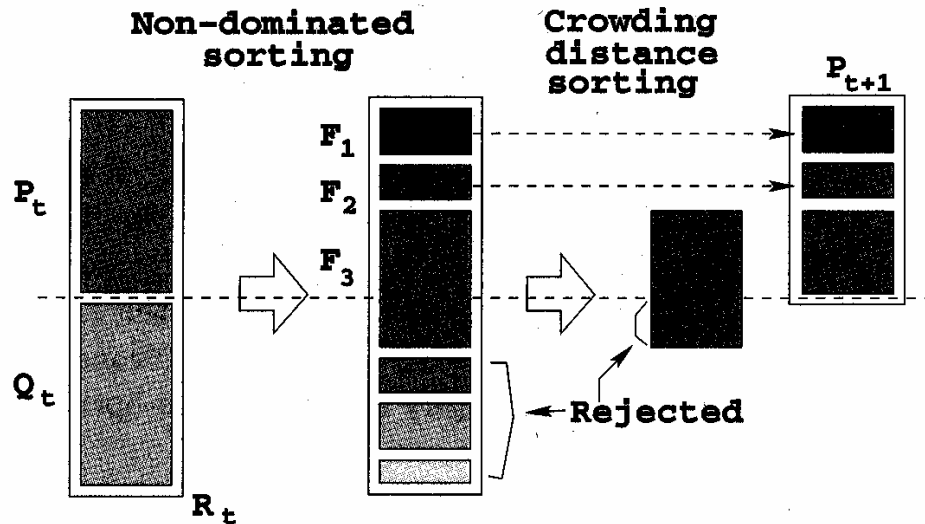 Non-dominated
sorting
Crowding
distance
sorting
P t+1
P t
F 1
F 2
F 3
Q t
Rejected
R t